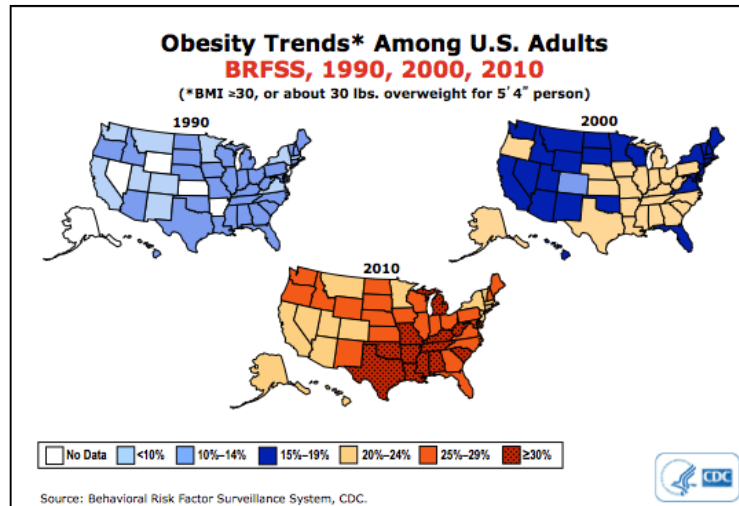 Obesity Trends* Among U.S. Adults
BRFSS, 1990, 2000, 2010
(*BMI ≥30, or about 30 lbs. overweight for 5′4″ person)
1990
2000
2010
No Data <10% 10%–14% 15%–19% 20%–24% 25%–29% ≥30%
Source: Behavioral Risk Factor Surveillance System, CDC.
CDC